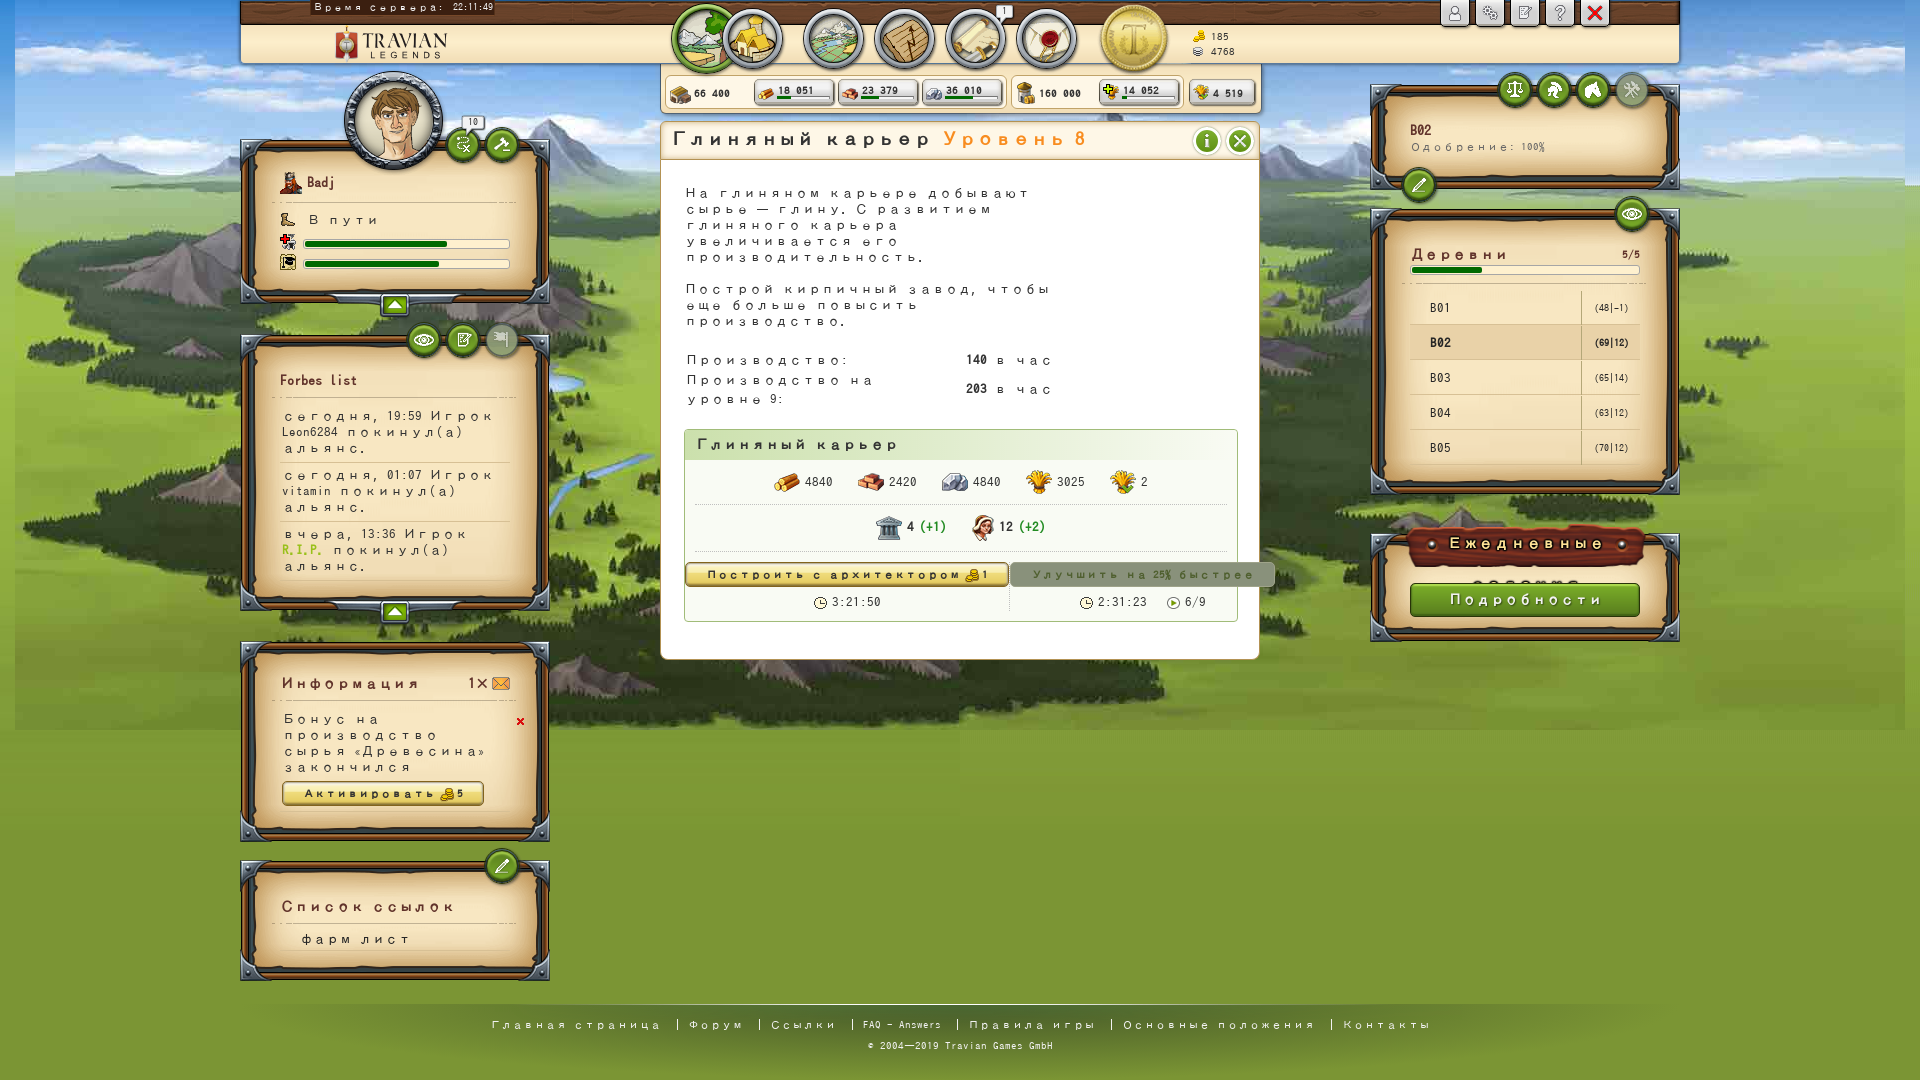 Время сервера: 22:11:49
TRAVIAN
LEGENDS
1
185
4768
66 400
18 051
23 379
36 010
160 000
14 052
4 519
10
Badj
В пути
Forbes list
сегодня, 19:59 Игрок
Leon6284 покинул(а)
альянс.
сегодня, 01:07 Игрок
vitamin покинул(а)
альянс.
вчера, 13:36 Игрок
R.I.P. покинул(а)
альянс.
Информация 1×
Бонус на
производство
сырья «Древесина»
закончился
Активировать 5
Список ссылок
фарм лист
Глиняный карьер Уровень 8
На глиняном карьере добывают
сырье — глину. С развитием
глиняного карьера
увеличивается его
производительность.
Построй кирпичный завод, чтобы
еще больше повысить
производство.
Производство: 140 в час
Производство на
уровне 9: 203 в час
Глиняный карьер
4840 2420 4840 3025 2
4 (+1) 12 (+2)
Построить с архитектором 1
Улучшить на 25% быстрее
3:21:50
2:31:23 6/9
B02
Одобрение: 100%
Деревни 5/5
B01 (48|-1)
B02 (69|12)
B03 (65|14)
B04 (63|12)
B05 (70|12)
Ежедневные
Подробности
Главная страница | Форум | Ссылки | FAQ - Answers | Правила игры | Основные положения | Контакты
© 2004—2019 Travian Games GmbH